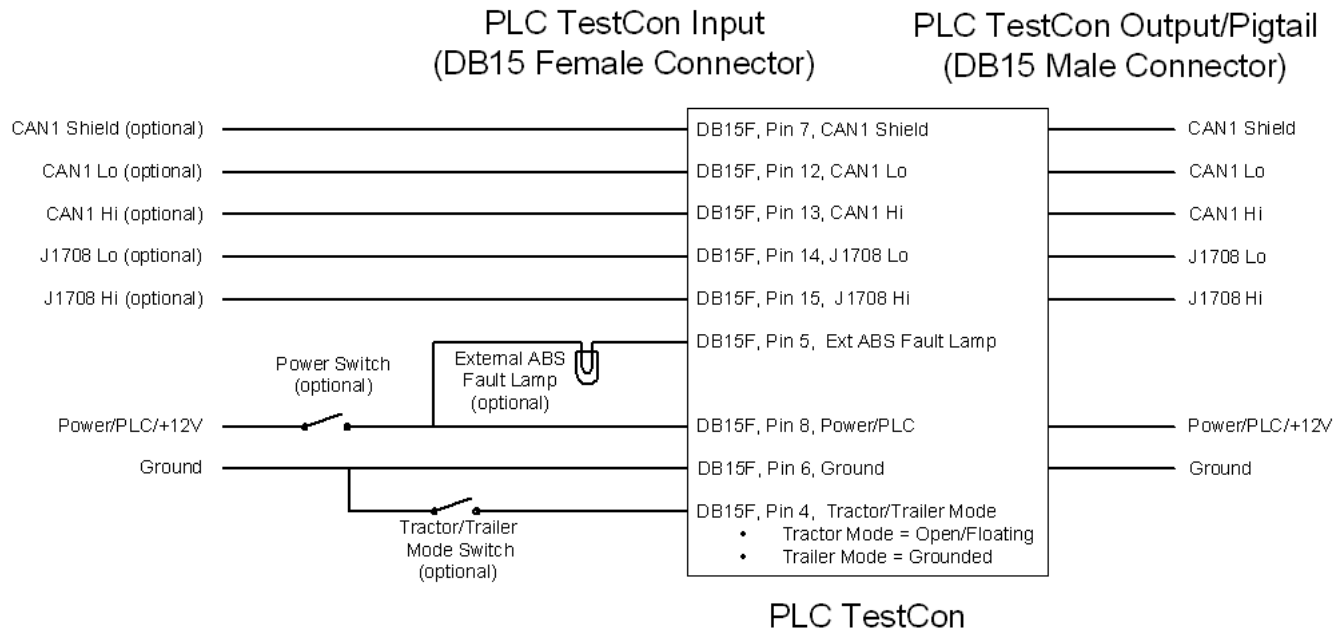 PLC TestCon Input
(DB15 Female Connector)
PLC TestCon Output/Pigtail
(DB15 Male Connector)
CAN1 Shield (optional)
DB15F, Pin 7, CAN1 Shield
CAN1 Shield
CAN1 Lo (optional)
DB15F, Pin 12, CAN1 Lo
CAN1 Lo
CAN1 Hi (optional)
DB15F, Pin 13, CAN1 Hi
CAN1 Hi
J1708 Lo (optional)
DB15F, Pin 14, J1708 Lo
J1708 Lo
J1708 Hi (optional)
DB15F, Pin 15, J1708 Hi
J1708 Hi
DB15F, Pin 5, Ext ABS Fault Lamp
Power Switch
(optional)
External ABS
Fault Lamp
(optional)
Power/PLC/+12V
DB15F, Pin 8, Power/PLC
Power/PLC/+12V
Ground
DB15F, Pin 6, Ground
Ground
DB15F, Pin 4, Tractor/Trailer Mode
• Tractor Mode = Open/Floating
• Trailer Mode = Grounded
Tractor/Trailer
Mode Switch
(optional)
PLC TestCon